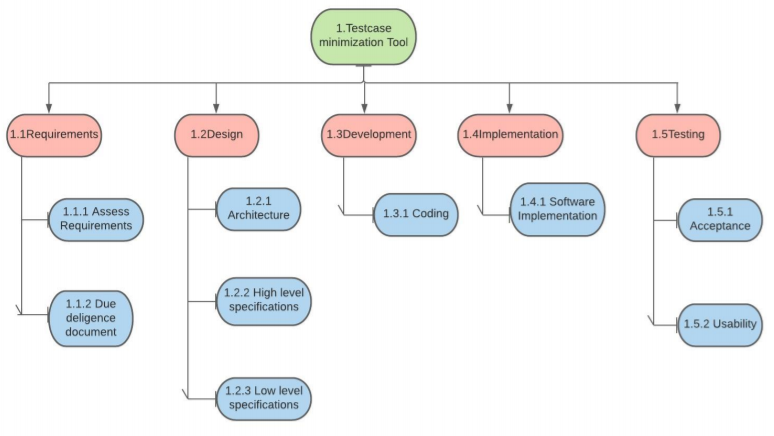 1.Testcase
minimization Tool
1.1Requirements
1.2Design
1.3Development
1.4Implementation
1.5Testing
1.1.1 Assess
Requirements
1.2.1
Architecture
1.3.1 Coding
1.4.1 Software
Implementation
1.5.1
Acceptance
1.1.2 Due
deligence
document
1.2.2 High level
specifications
1.5.2 Usability
1.2.3 Low level
specifications